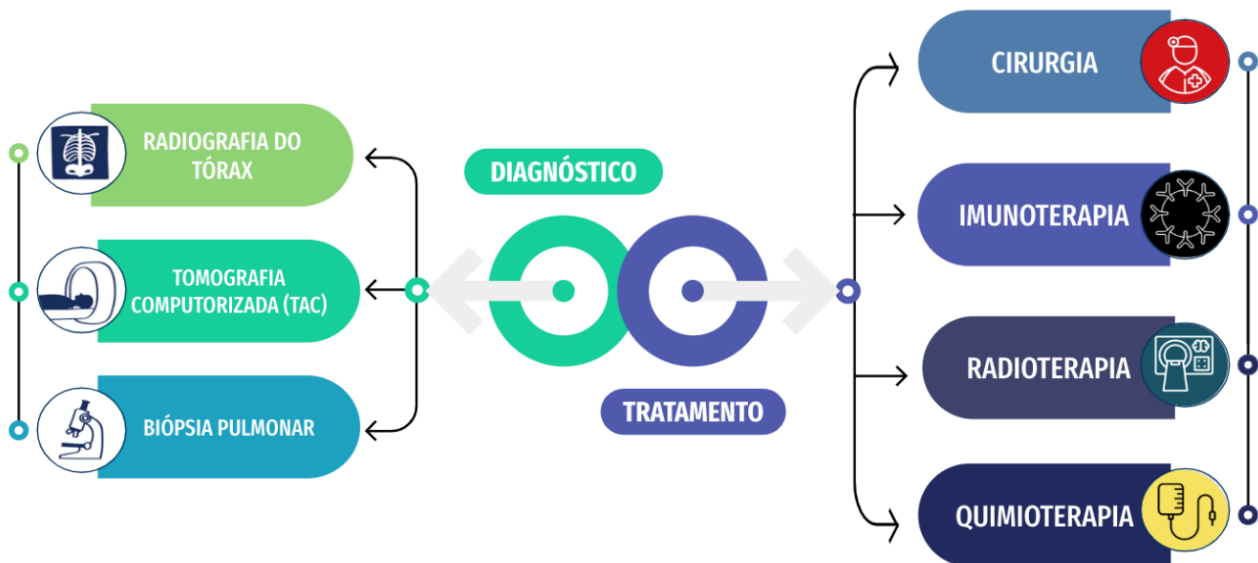 RADIOGRAFIA DO
TÓRAX
TOMOGRAFIA
COMPUTORIZADA (TAC)
BIÓPSIA PULMONAR
DIAGNÓSTICO
TRATAMENTO
CIRURGIA
IMUNOTERAPIA
RADIOTERAPIA
QUIMIOTERAPIA